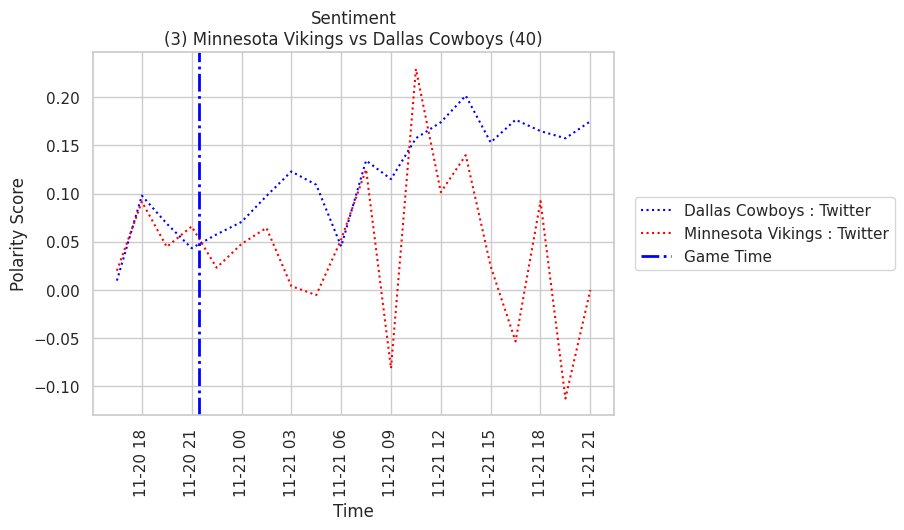 Sentiment
(3) Minnesota Vikings vs Dallas Cowboys (40)
Polarity Score
0.20
0.15
0.10
0.05
0.00
−0.05
−0.10
11-20 18
11-20 21
11-21 00
11-21 03
11-21 06
11-21 09
11-21 12
11-21 15
11-21 18
11-21 21
Time
Dallas Cowboys : Twitter
Minnesota Vikings : Twitter
Game Time